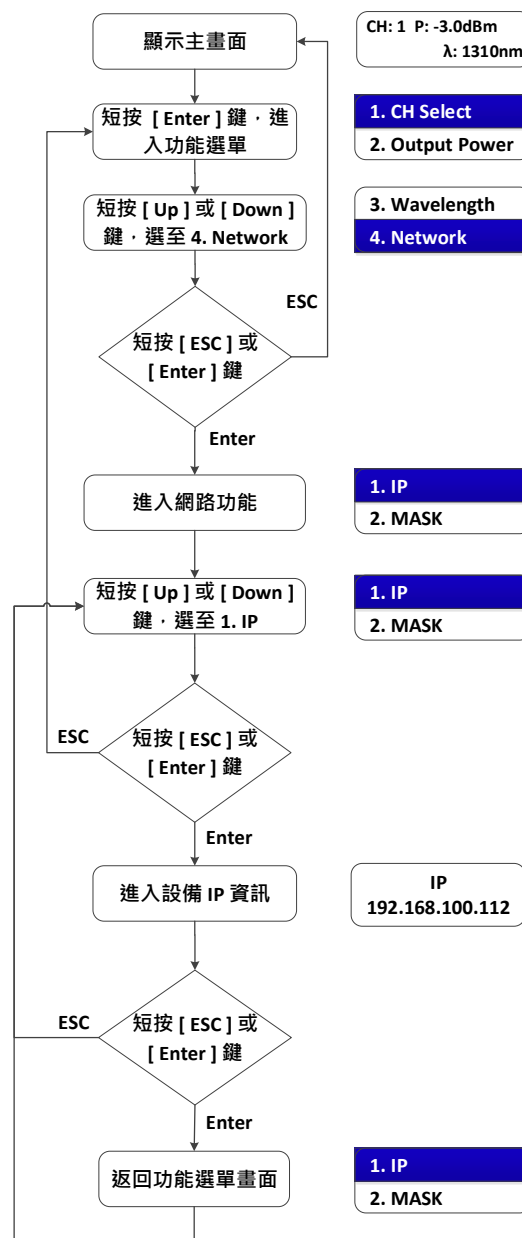 顯示主畫面
CH: 1 P: -3.0dBm
λ: 1310nm
短按 [ Enter ] 鍵，進
入功能選單
1. CH Select
2. Output Power
短按 [ Up ] 或 [ Down ]
鍵，選至 4. Network
3. Wavelength
4. Network
ESC
短按 [ ESC ] 或
[ Enter ] 鍵
Enter
進入網路功能
1. IP
2. MASK
短按 [ Up ] 或 [ Down ]
鍵，選至 1. IP
1. IP
2. MASK
ESC
短按 [ ESC ] 或
[ Enter ] 鍵
Enter
進入設備 IP 資訊
IP
192.168.100.112
ESC
短按 [ ESC ] 或
[ Enter ] 鍵
Enter
返回功能選單畫面
1. IP
2. MASK